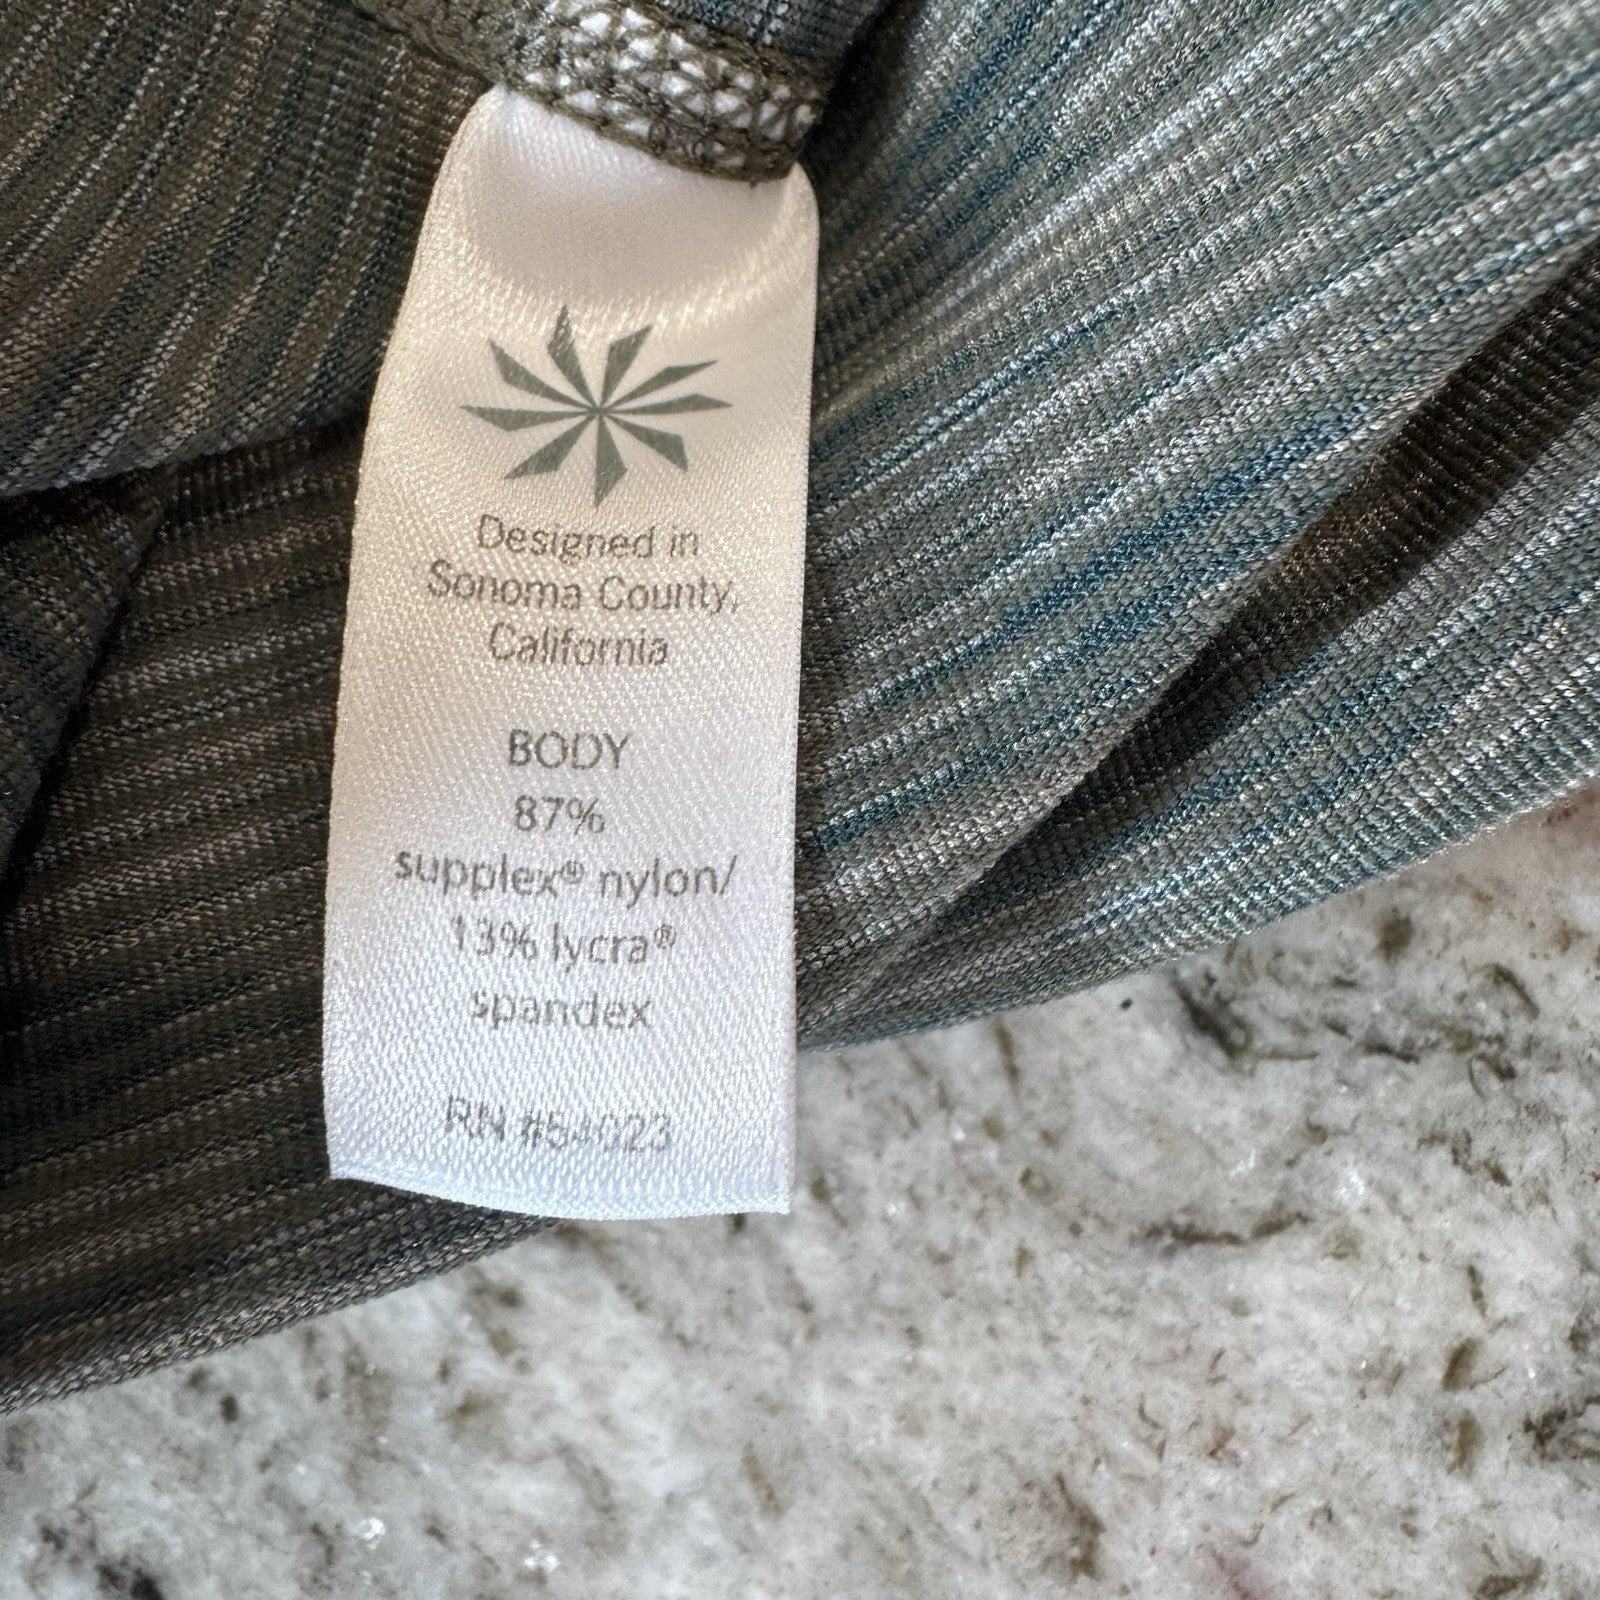 Designed in
Sonoma County,
California
BODY
87%
supplex® nylon/
13% lycra®
spandex
RN #54023